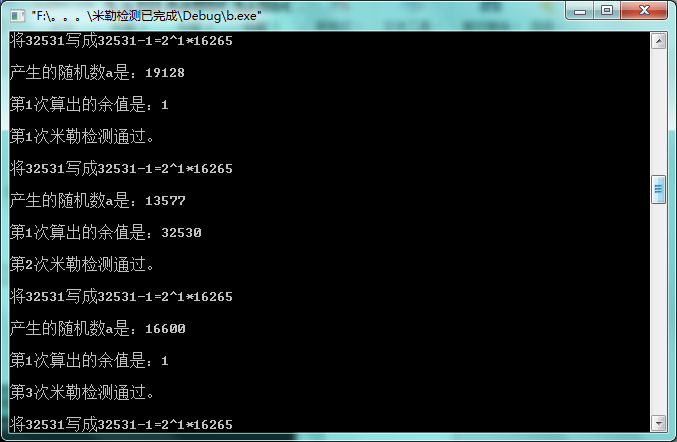 "F:\。。。\米勒检测已完成\Debug\b.exe"
将32531写成32531-1=2^1*16265
产生的随机数a是：19128
第1次算出的余值是：1
第1次米勒检测通过。
将32531写成32531-1=2^1*16265
产生的随机数a是：13577
第1次算出的余值是：32530
第2次米勒检测通过。
将32531写成32531-1=2^1*16265
产生的随机数a是：16600
第1次算出的余值是：1
第3次米勒检测通过。
将32531写成32531-1=2^1*16265